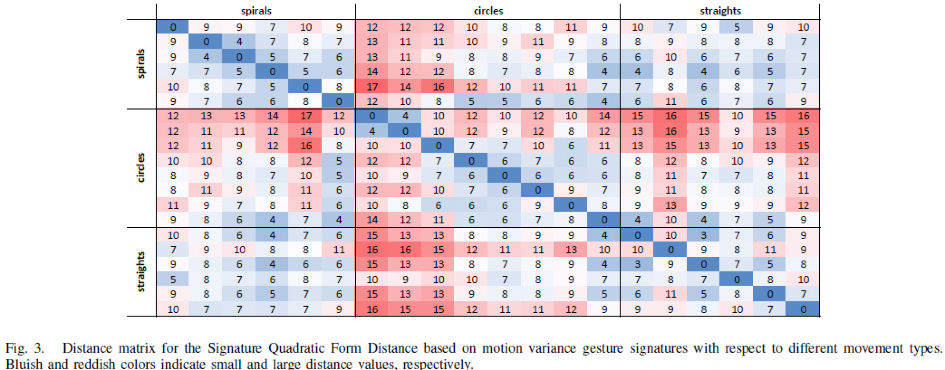 spirals circles straights
spirals
0 9 9 7 10 9 12 12 12 10 8 8 11 9 10 7 9 5 9 10
9 0 4 7 8 7 13 11 11 10 9 11 9 8 8 9 8 8 8 7
9 4 0 5 7 6 13 11 9 8 8 9 7 6 6 10 6 7 6 7
7 7 5 0 5 6 14 12 12 8 7 8 8 4 4 8 4 6 5 7
10 8 7 5 0 8 17 14 16 12 10 11 11 7 7 8 6 8 7 7
9 7 6 6 8 0 12 10 8 5 5 6 6 4 6 11 6 7 6 9
circles
12 13 13 14 17 12 0 4 10 12 10 12 10 14 15 16 15 10 15 16
12 11 11 12 14 10 4 0 10 12 9 12 8 12 13 16 13 9 13 15
12 11 9 12 16 8 10 10 0 7 7 10 6 11 13 15 13 10 13 15
10 10 8 8 12 5 12 12 7 0 6 7 6 6 8 12 8 10 9 12
8 9 8 7 10 5 10 9 7 6 0 6 6 6 8 11 7 7 8 11
8 11 9 8 11 6 12 12 10 7 6 0 9 7 9 11 8 8 8 11
11 9 7 8 11 6 10 8 6 6 6 9 0 8 9 13 9 9 9 12
9 8 6 4 7 4 14 12 11 6 6 7 8 0 4 10 4 7 5 9
straights
10 8 6 4 7 6 15 13 13 8 8 9 9 4 0 10 3 7 6 9
7 9 10 8 8 11 16 16 15 12 11 11 13 10 10 0 9 8 11 9
9 8 6 4 6 6 15 13 13 8 7 8 9 4 3 9 0 7 5 8
5 8 7 6 8 7 10 9 10 10 7 8 9 7 7 8 7 0 8 10
9 8 6 5 7 6 15 13 13 9 8 8 9 5 6 11 5 8 0 7
10 7 7 7 7 9 16 15 15 12 11 11 12 9 9 9 8 10 7 0
Fig. 3. Distance matrix for the Signature Quadratic Form Distance based on motion variance gesture signatures with respect to different movement types.
Bluish and reddish colors indicate small and large distance values, respectively.